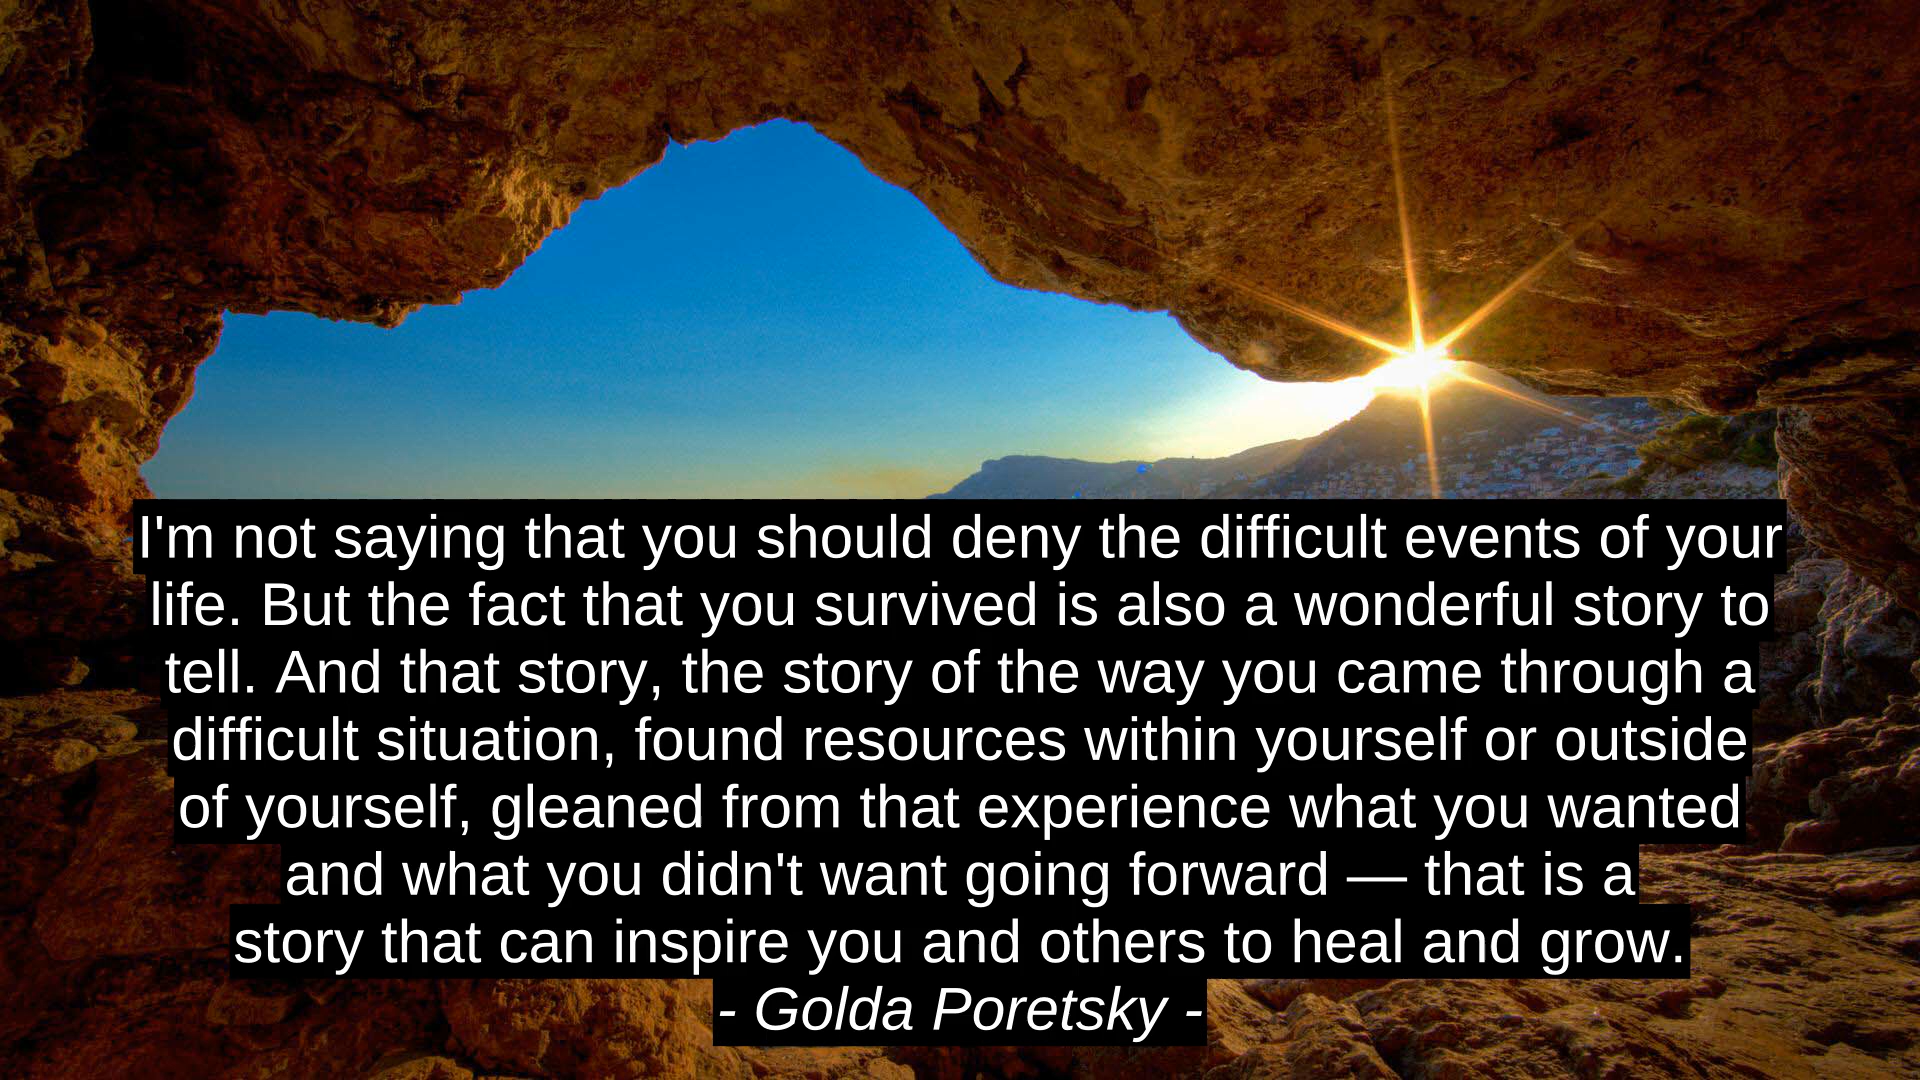 I'm not saying that you should deny the difficult events of your
life. But the fact that you survived is also a wonderful story to
tell. And that story, the story of the way you came through a
difficult situation, found resources within yourself or outside
of yourself, gleaned from that experience what you wanted
and what you didn't want going forward — that is a
story that can inspire you and others to heal and grow.
- Golda Poretsky -